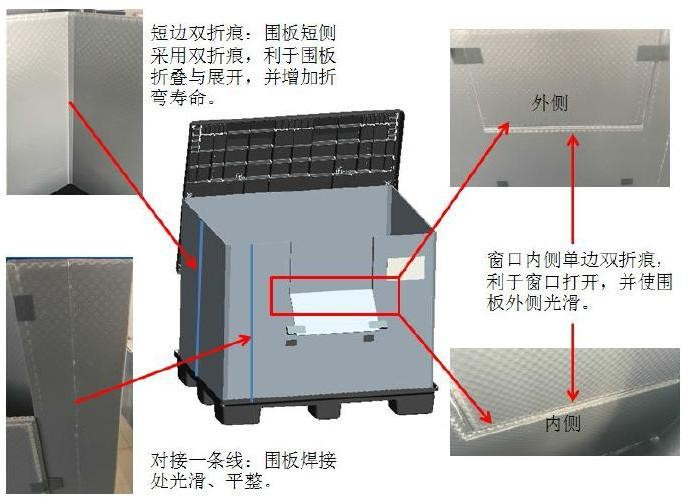 短边双折痕：围板短侧
采用双折痕，利于围板
折叠与展开，并增加折
弯寿命。
外侧
窗口内侧单边双折痕，
利于窗口打开，并使围
板外侧光滑。
内侧
对接一条线：围板焊接
处光滑、平整。